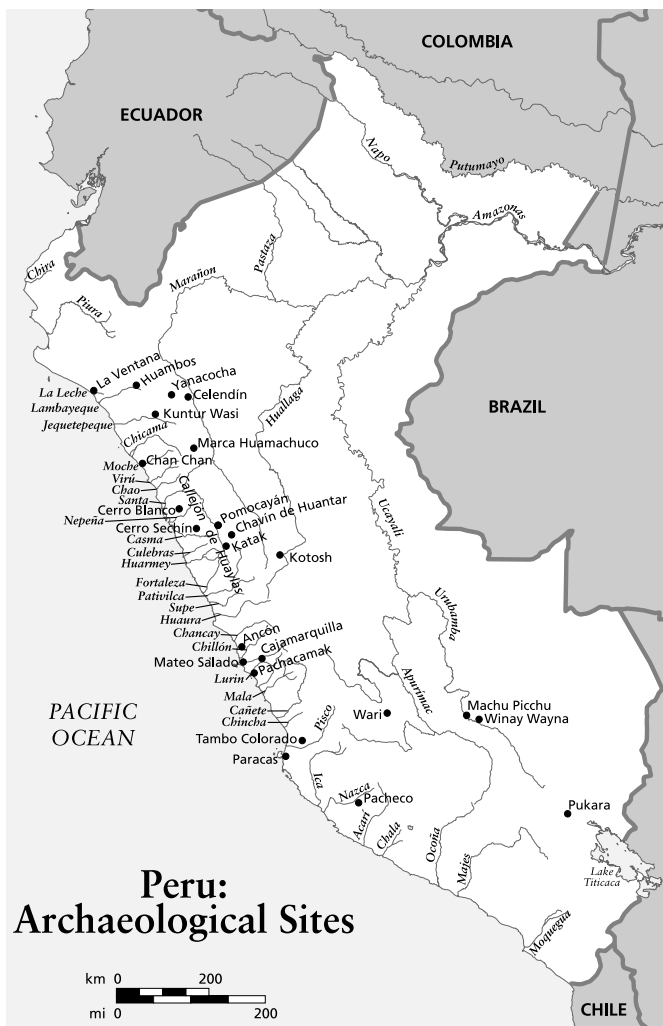 COLOMBIA
ECUADOR
Napo
Putumayo
Amazonas
Pastaza
Chira
Marañon
Piura
La Ventana
Huambos
Yanacocha
La Leche
Celendín
Lambayeque
Huallaga
BRAZIL
Kuntur Wasi
Jequetepeque
Chicama
Marca Huamachuco
Chan Chan
Moche
Virú
Chao
Santa
Callejón de Huaylas
Cerro Blanco
Pomocayán
Chavín de Huantar
Nepeña
Ucayali
Cerro Sechín
Casma
Katak
Culebras
Kotosh
Huarmey
Fortaleza
Pativilca
Supe
Urubamba
Huaura
Chancay
Ancón
Chillón
Cajamarquilla
Mateo Salado
Pachacamak
Lurin
Apurimac
Mala
Cañete
Machu Picchu
PACIFIC
OCEAN
Pisco
Wari
Winay Wayna
Chincha
Tambo Colorado
Paracas
Ica
Nazca
Pacheco
Pukara
Acari
Chala
Ocoña
Majes
Lake
Titicaca
Peru:
Archaeological Sites
Moquegua
km 0 200
mi 0 200
CHILE